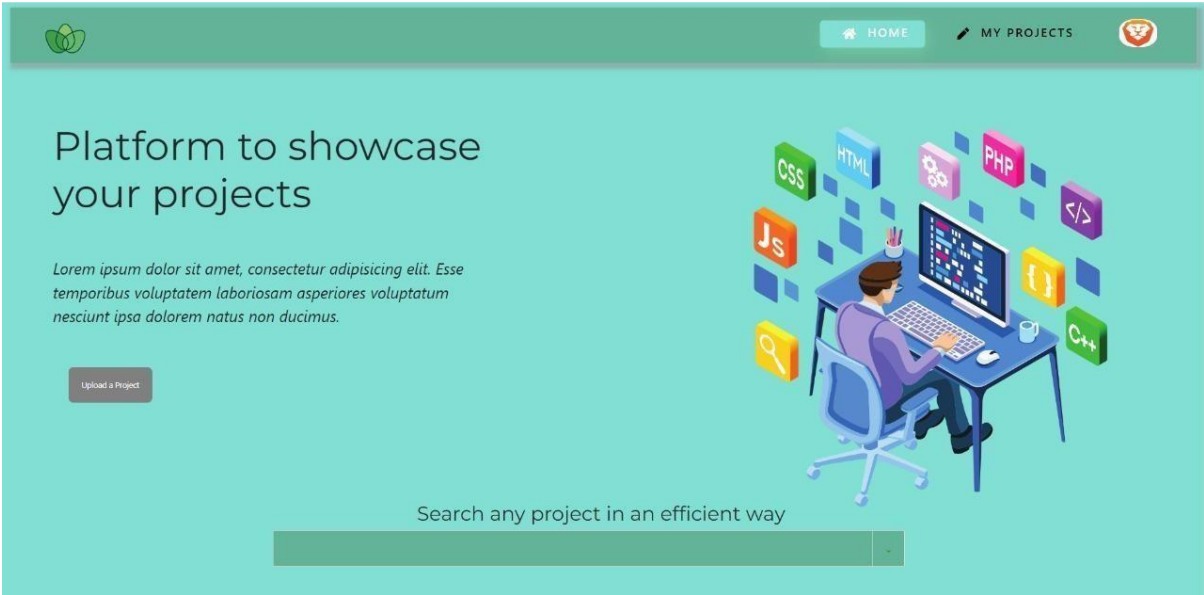 HOME
MY PROJECTS
Platform to showcase
your projects
Lorem ipsum dolor sit amet, consectetur adipisicing elit. Esse
temporibus voluptatem laboriosam asperiores voluptatum
nesciunt ipsa dolorem natus non ducimus.
Upload a Project
CSS
HTML
PHP
</>
Js
{ }
C++
Search any project in an efficient way